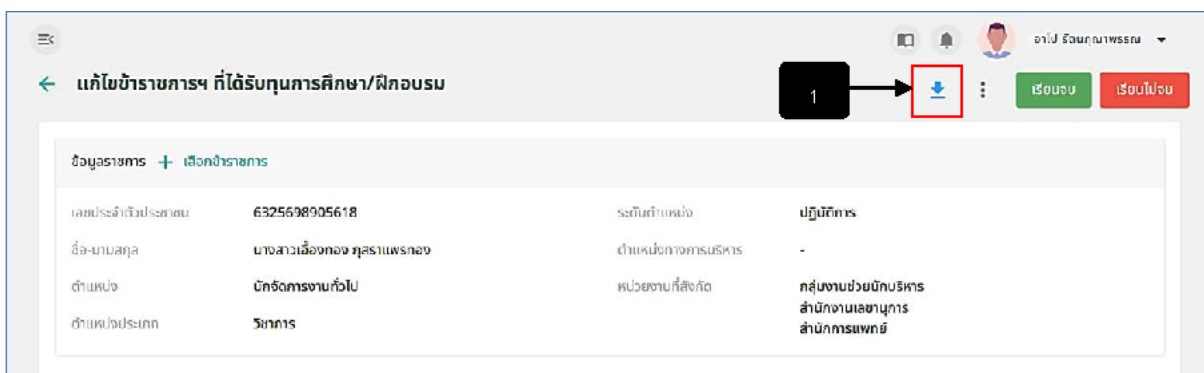 อาโป รัตนคุณาพรรณ
แก้ไขข้าราชการฯ ที่ได้รับทุนการศึกษา/ฝึกอบรม
1
เรียนจบ
เรียนไม่จบ
ข้อมูลราชการ
เลือกข้าราชการ
เลขประจำตัวประชาชน 6325698905618
ระดับตำแหน่ง ปฏิบัติการ
ชื่อ-นามสกุล นางสาวเอื้องทอง
ตำแหน่งทางการบริหาร -
ตำแหน่ง นักจัดการงานทั่วไป
หน่วยงานที่สังกัด กลุ่มงานช่วยนักบริหาร
สำนักงานเลขานุการ
สำนักการแพทย์
ตำแหน่งประเภท วิชาการ